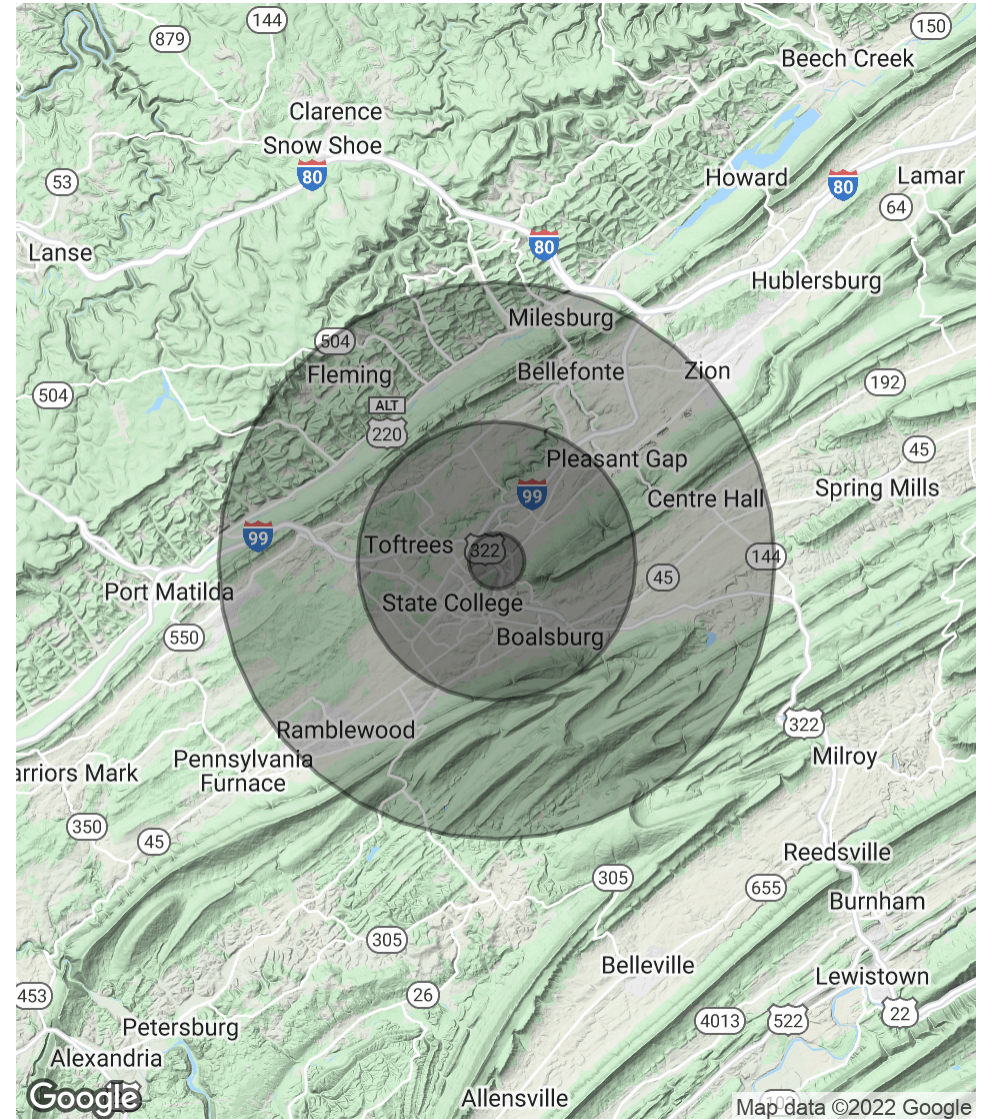 144
150
879
Beech Creek
Clarence
Snow Shoe
80
53
Howard
80
Lamar
64
80
Lanse
Hublersburg
Milesburg
504
Fleming
Bellefonte
Zion
192
504
ALT
220
45
Pleasant Gap
Spring Mills
99
Centre Hall
99
Toftrees
322
144
45
Port Matilda
State College
550
Boalsburg
322
Ramblewood
Milroy
Pennsylvania
Furnace
arriors Mark
350
45
Reedsville
305
655
Burnham
305
Belleville
Lewistown
453
26
22
4013
522
Petersburg
Alexandria
Google
Allensville
103
Map data ©2022 Google